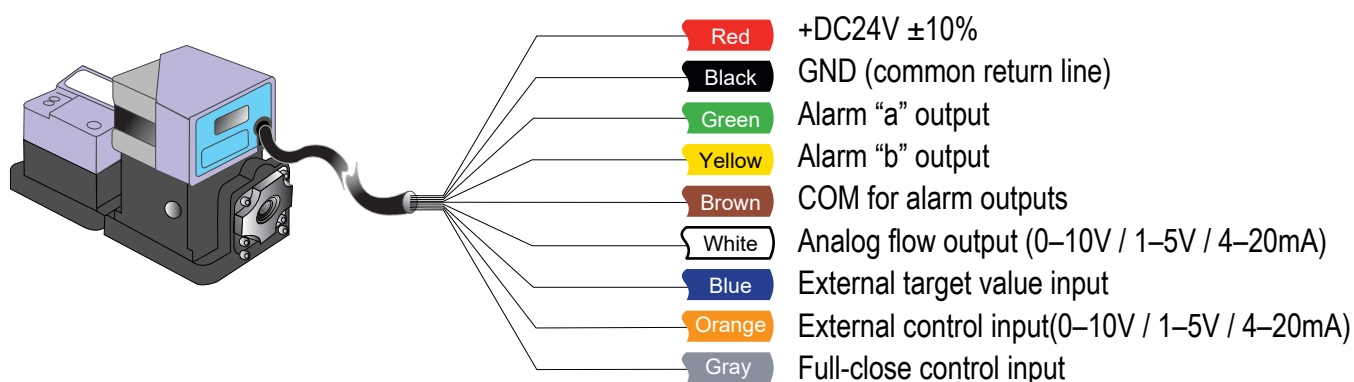 Red +DC24V ±10%
Black GND (common return line)
Green Alarm “a” output
Yellow Alarm “b” output
Brown COM for alarm outputs
White Analog flow output (0–10V / 1–5V / 4–20mA)
Blue External target value input
Orange External control input(0–10V / 1–5V / 4–20mA)
Gray Full-close control input